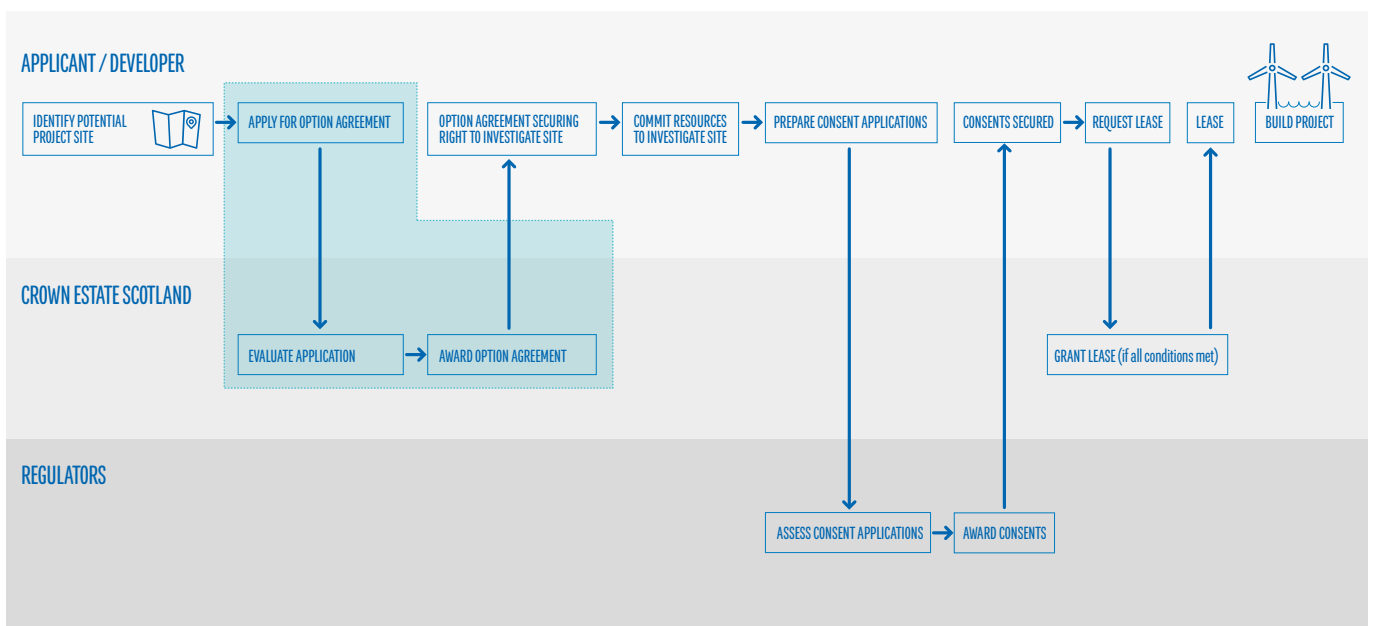 APPLICANT / DEVELOPER
IDENTIFY POTENTIAL
PROJECT SITE
APPLY FOR OPTION AGREEMENT
OPTION AGREEMENT SECURING
RIGHT TO INVESTIGATE SITE
COMMIT RESOURCES
TO INVESTIGATE SITE
PREPARE CONSENT APPLICATIONS
CONSENTS SECURED
REQUEST LEASE
LEASE
BUILD PROJECT
CROWN ESTATE SCOTLAND
EVALUATE APPLICATION
AWARD OPTION AGREEMENT
GRANT LEASE (if all conditions met)
REGULATORS
ASSESS CONSENT APPLICATIONS
AWARD CONSENTS